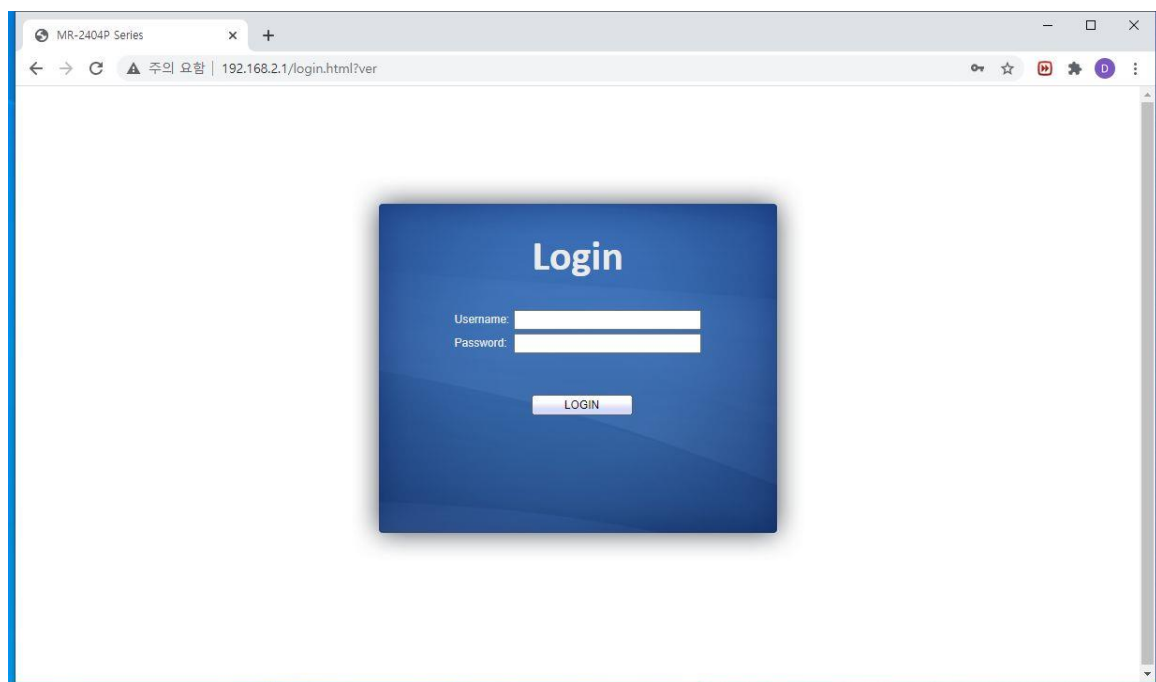 MR-2404P Series
주의 요함 | 192.168.2.1/login.html?ver
D
Login
Username:
Password:
LOGIN